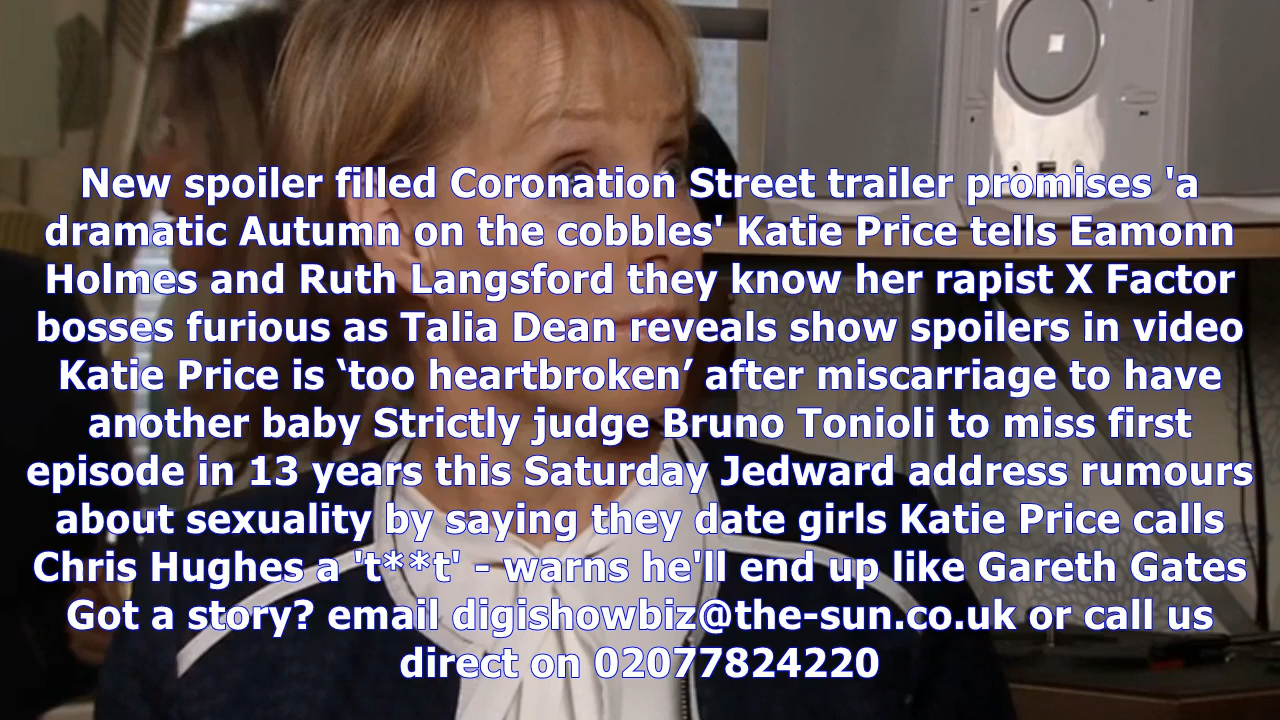 New spoiler filled Coronation Street trailer promises 'a
dramatic Autumn on the cobbles' Katie Price tells Eamonn
Holmes and Ruth Langsford they know her rapist X Factor
bosses furious as Talia Dean reveals show spoilers in video
Katie Price is ‘too heartbroken’ after miscarriage to have
another baby Strictly judge Bruno Tonioli to miss first
episode in 13 years this Saturday Jedward address rumours
about sexuality by saying they date girls Katie Price calls
Chris Hughes a 't**t' - warns he'll end up like Gareth Gates
Got a story? email digishowbiz@the-sun.co.uk or call us
direct on 02077824220